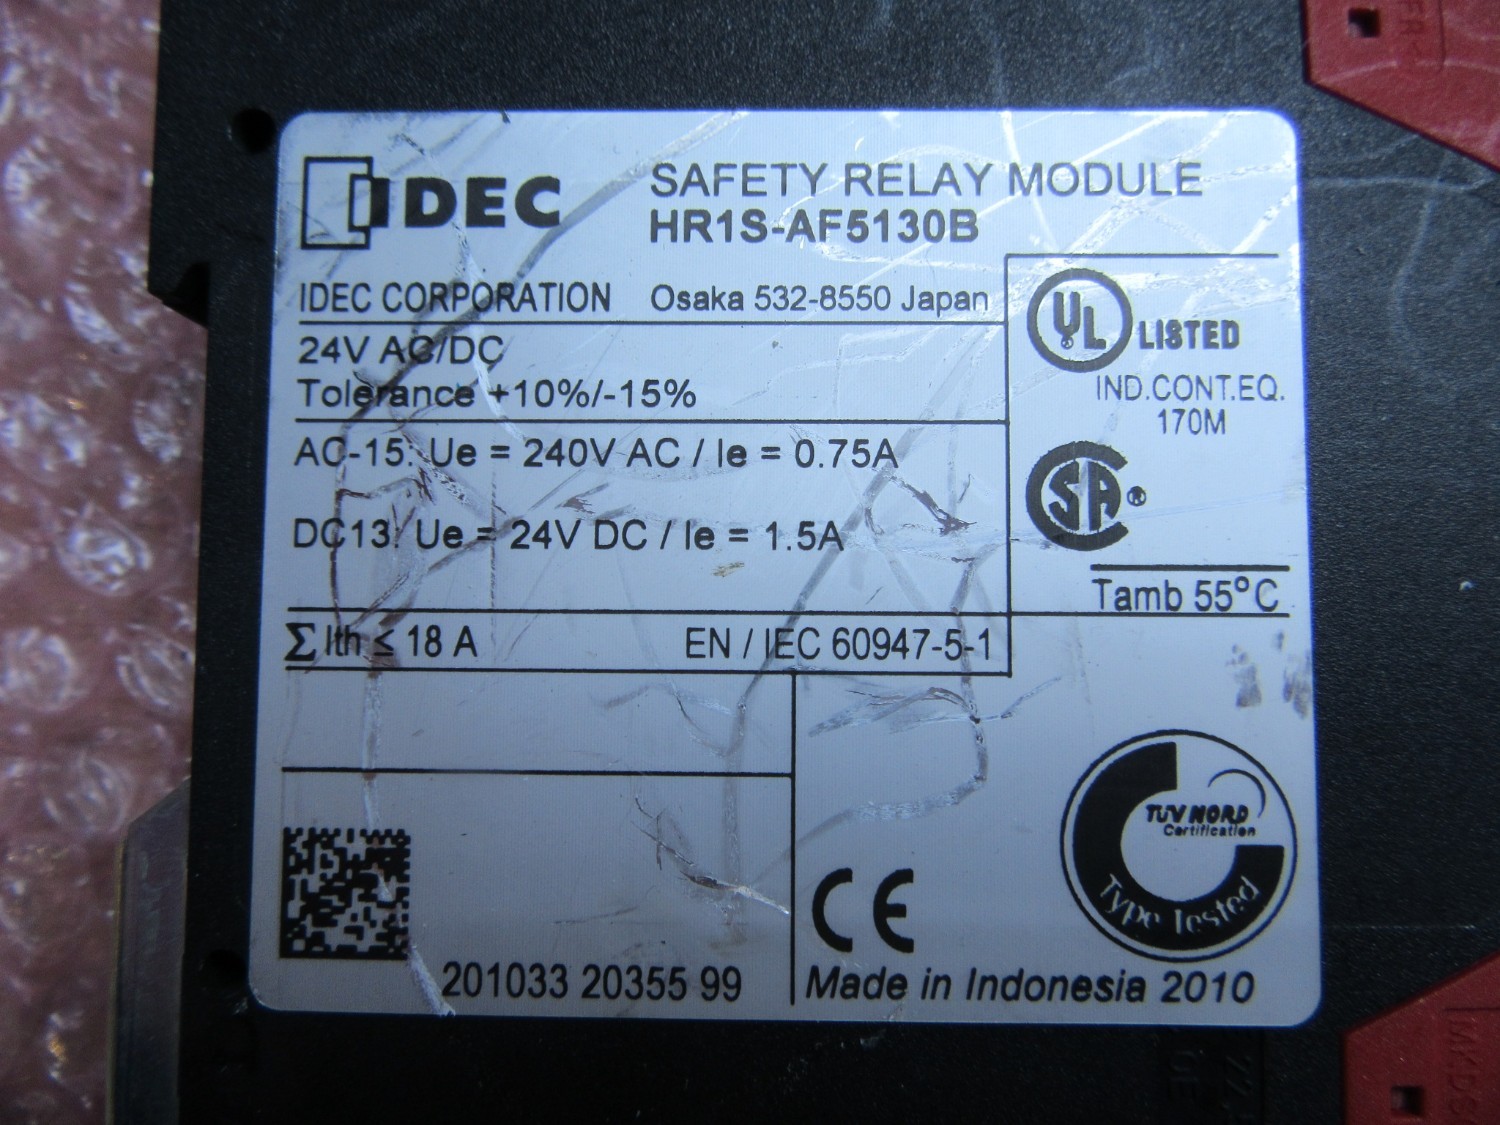 IDEC
SAFETY RELAY MODULE
HR1S-AF5130B
IDEC CORPORATION Osaka 532-8550 Japan
24V AC/DC
Tolerance +10%/-15%
AC-15: Ue = 240V AC / Ie = 0.75A
DC13: Ue = 24V DC / Ie = 1.5A
Σ Ith ≤ 18 A EN / IEC 60947-5-1
UL ® LISTED
IND.CONT.EQ.
170M
SA ®
Tamb 55°C
TUV NORD
Certification
Type Tested
CE
201033 20355 99
Made in Indonesia 2010